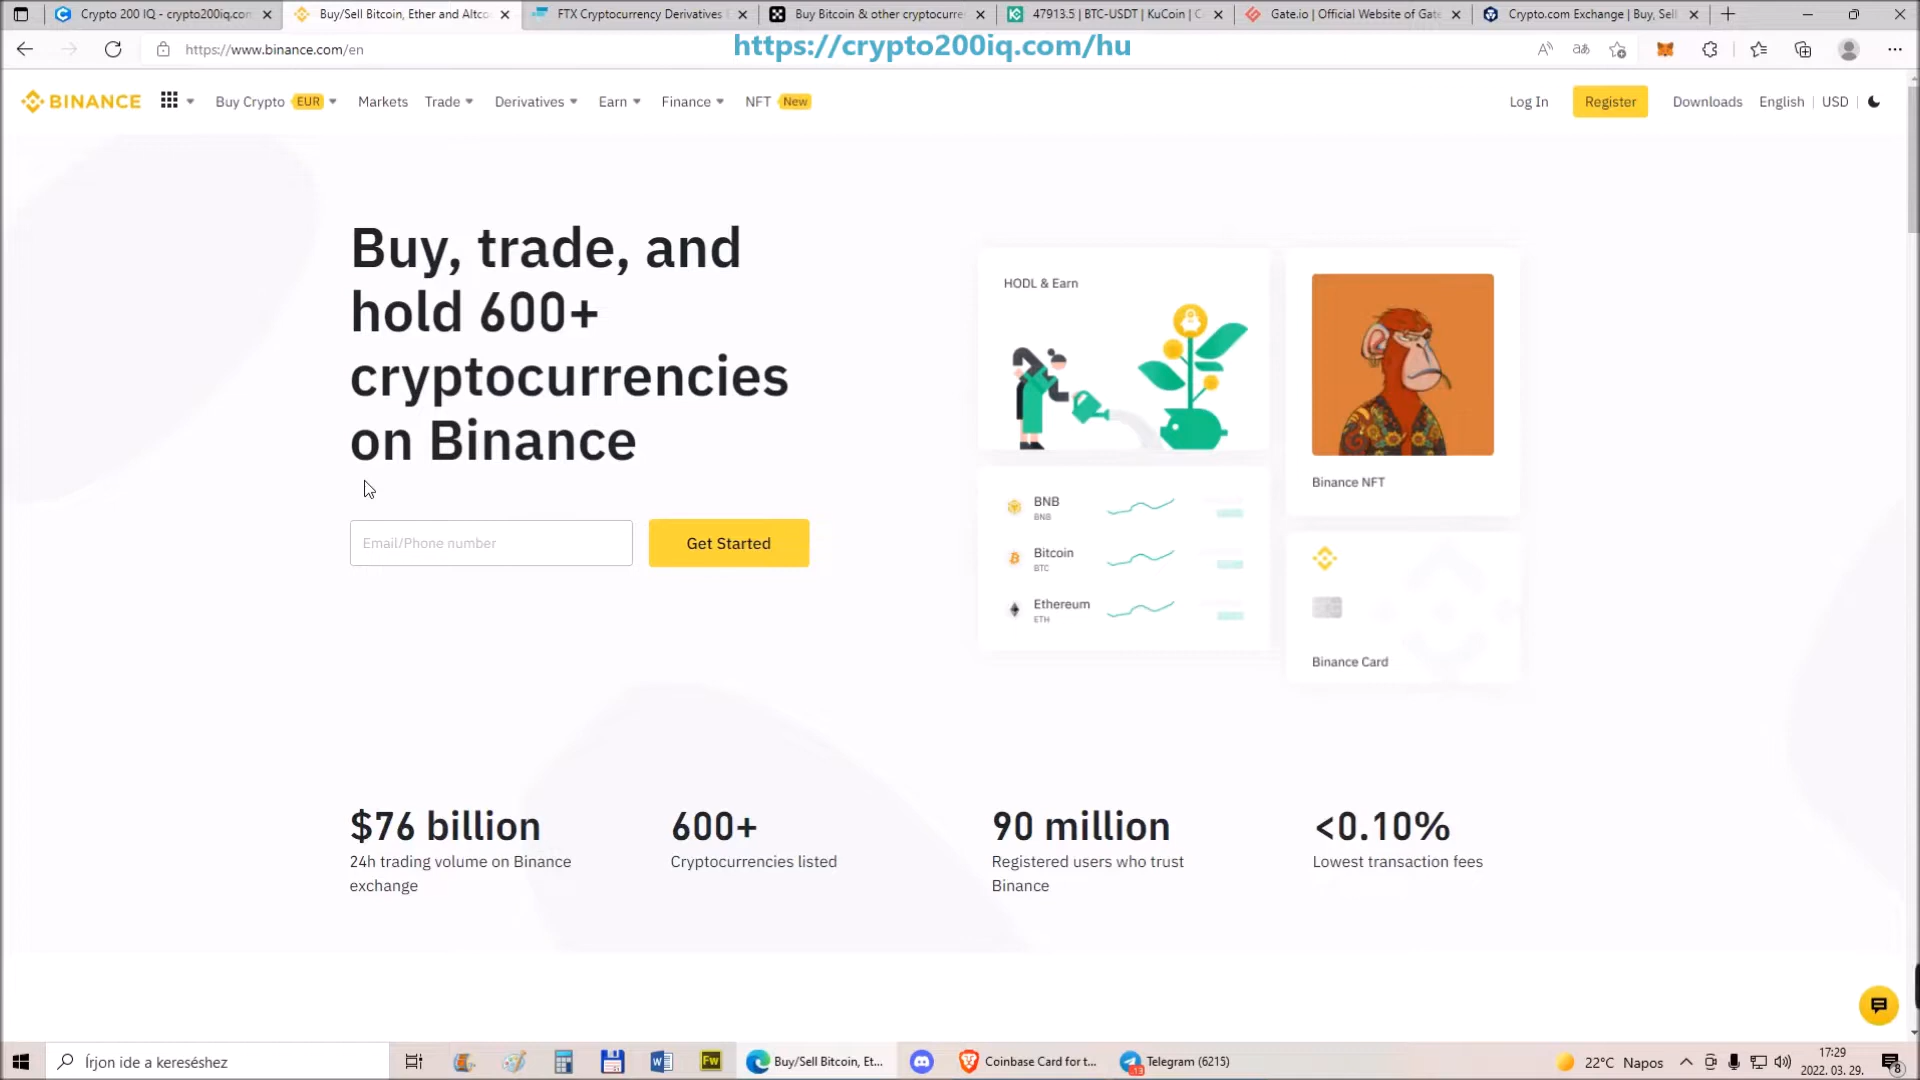 Crypto 200 IQ - crypto200iq.com
Buy/Sell Bitcoin, Ether and Altco
FTX Cryptocurrency Derivatives E
Buy Bitcoin & other cryptocurre
47913.5 | BTC-USDT | KuCoin | C
Gate.io | Official Website of Gate
Crypto.com Exchange | Buy, Sell
https://www.binance.com/en
https://crypto200iq.com/hu
BINANCE
Buy Crypto EUR
Markets
Trade
Derivatives
Earn
Finance
NFT New
Log In
Register
Downloads
English
USD
Buy, trade, and
hold 600+
cryptocurrencies
on Binance
Email/Phone number
Get Started
HODL & Earn
Binance NFT
BNB
BNB
Bitcoin
BTC
Ethereum
ETH
Binance Card
$76 billion
24h trading volume on Binance
exchange
600+
Cryptocurrencies listed
90 million
Registered users who trust
Binance
<0.10%
Lowest transaction fees
Írjon ide a kereséshez
Fw
Buy/Sell Bitcoin, Et...
Coinbase Card for t...
Telegram (6215)
22°C Napos
17:29
2022. 03. 29.
8